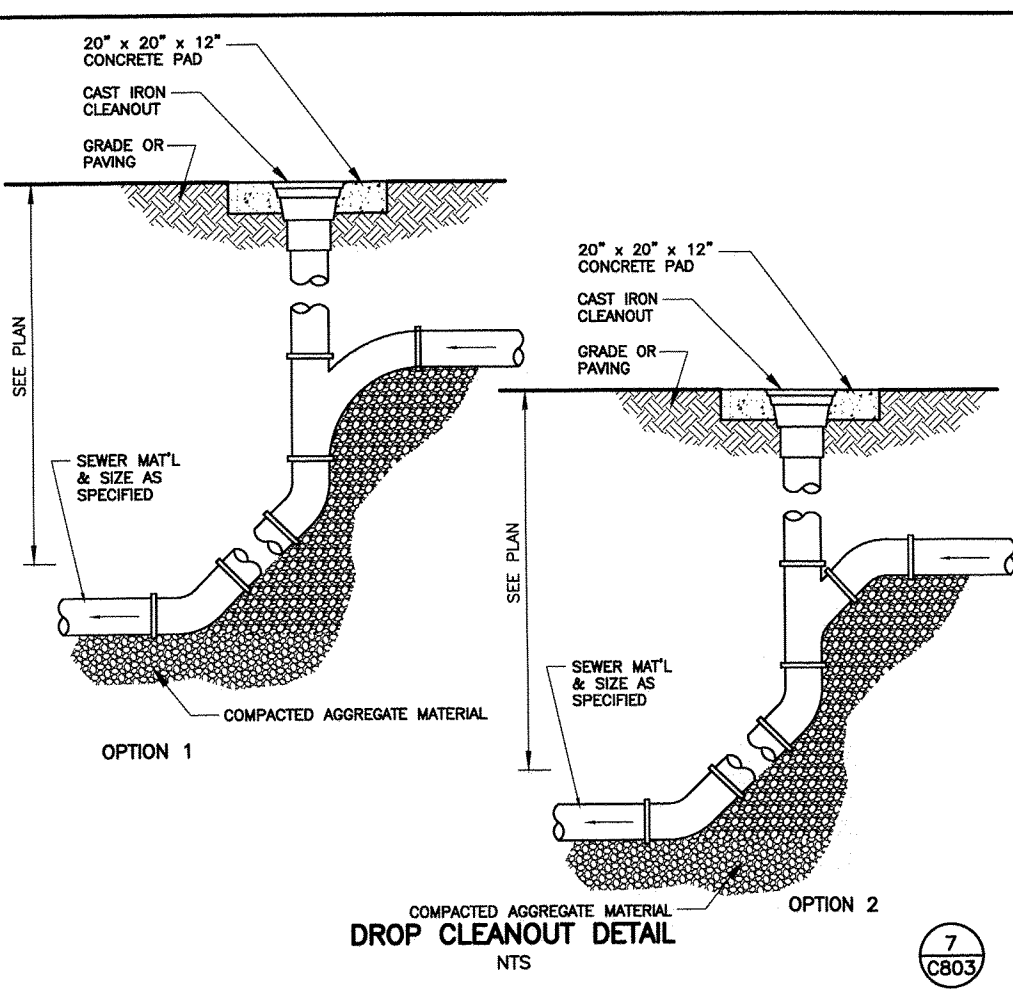 20" x 20" x 12"
CONCRETE PAD
CAST IRON
CLEANOUT
GRADE OR
PAVING
SEE PLAN
SEWER MAT'L
& SIZE AS
SPECIFIED
COMPACTED AGGREGATE MATERIAL
OPTION 1
20" x 20" x 12"
CONCRETE PAD
CAST IRON
CLEANOUT
GRADE OR
PAVING
SEE PLAN
SEWER MAT'L
& SIZE AS
SPECIFIED
COMPACTED AGGREGATE MATERIAL
OPTION 2
DROP CLEANOUT DETAIL
NTS
7
C803